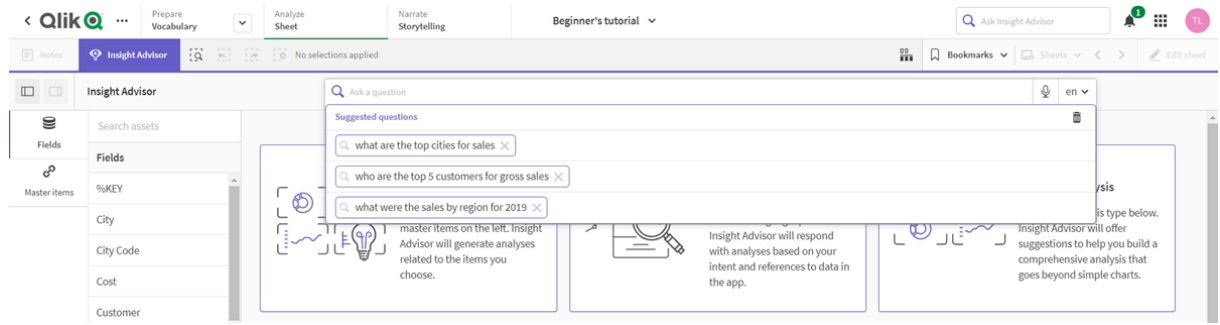 Qlik
Prepare
Vocabulary
Analyze
Sheet
Narrate
Storytelling
Beginner's tutorial
Ask Insight Advisor
1
TL
Notes
Insight Advisor
No selections applied
Bookmarks
Sheets
Edit sheet
Insight Advisor
Ask a question
en
Suggested questions
what are the top cities for sales
who are the top 5 customers for gross sales
what were the sales by region for 2019
Fields
Master items
Search assets
Fields
%KEY
City
City Code
Cost
Customer
master items on the left. Insight
Advisor will generate analyses
related to the items you
choose.
Insight Advisor will respond
with analyses based on your
intent and references to data in
the app.
is type below.
Insight Advisor will offer
suggestions to help you build a
comprehensive analysis that
goes beyond simple charts.